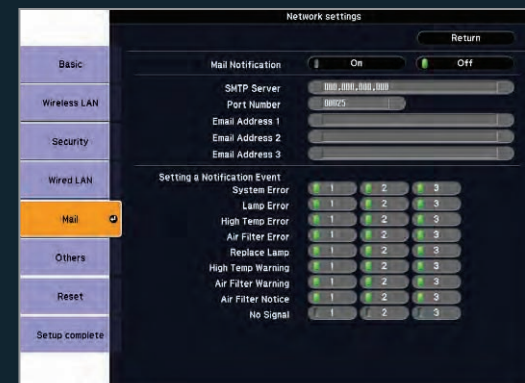 Network settings
Return
Basic
Wireless LAN
Security
Wired LAN
Mail
Others
Reset
Setup complete
Mail Notification On Off
SMTP Server 000.000.000.000
Port Number 00025
Email Address 1
Email Address 2
Email Address 3
Setting a Notification Event
System Error 1 2 3
Lamp Error 1 2 3
High Temp Error 1 2 3
Air Filter Error 1 2 3
Replace Lamp 1 2 3
High Temp Warning 1 2 3
Air Filter Warning 1 2 3
Air Filter Notice 1 2 3
No Signal 1 2 3